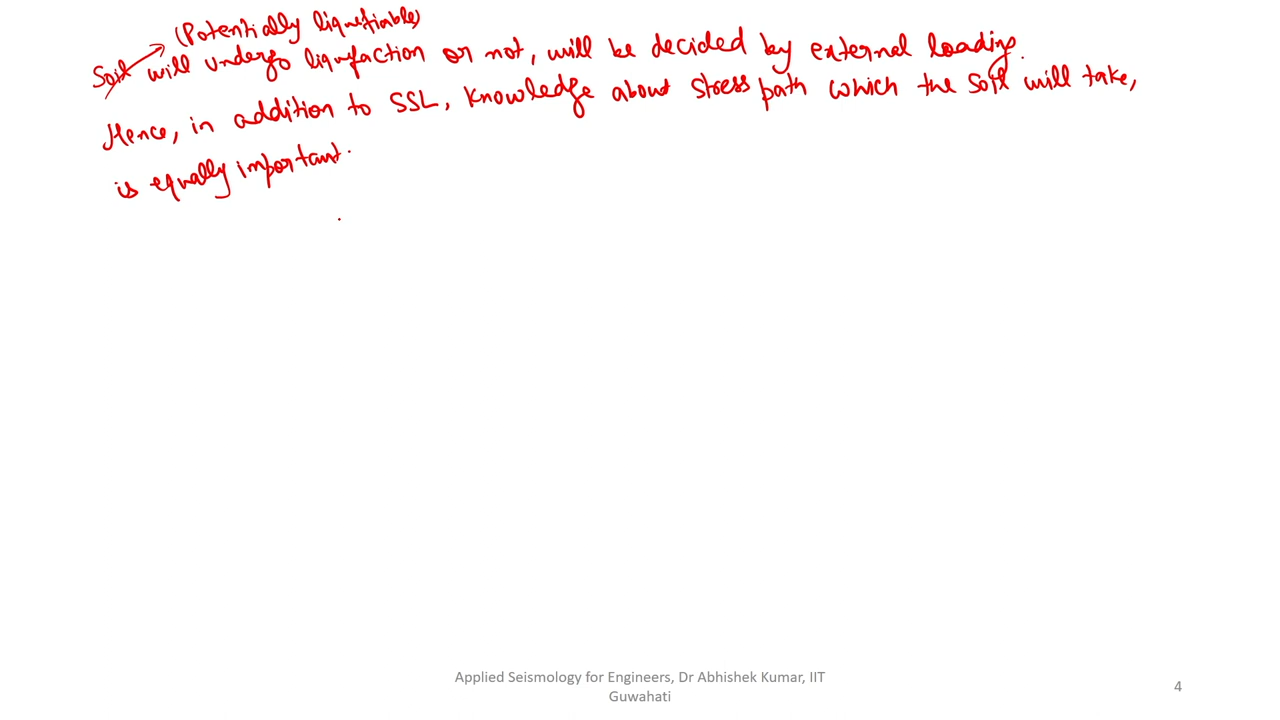 (Potentially liquefiable)
Soil will undergo liquefaction or not, will be decided by external loading.
Hence, in addition to SSL, knowledge about stress path which the soil will take,
is equally important.
Applied Seismology for Engineers, Dr Abhishek Kumar, IIT
Guwahati
4